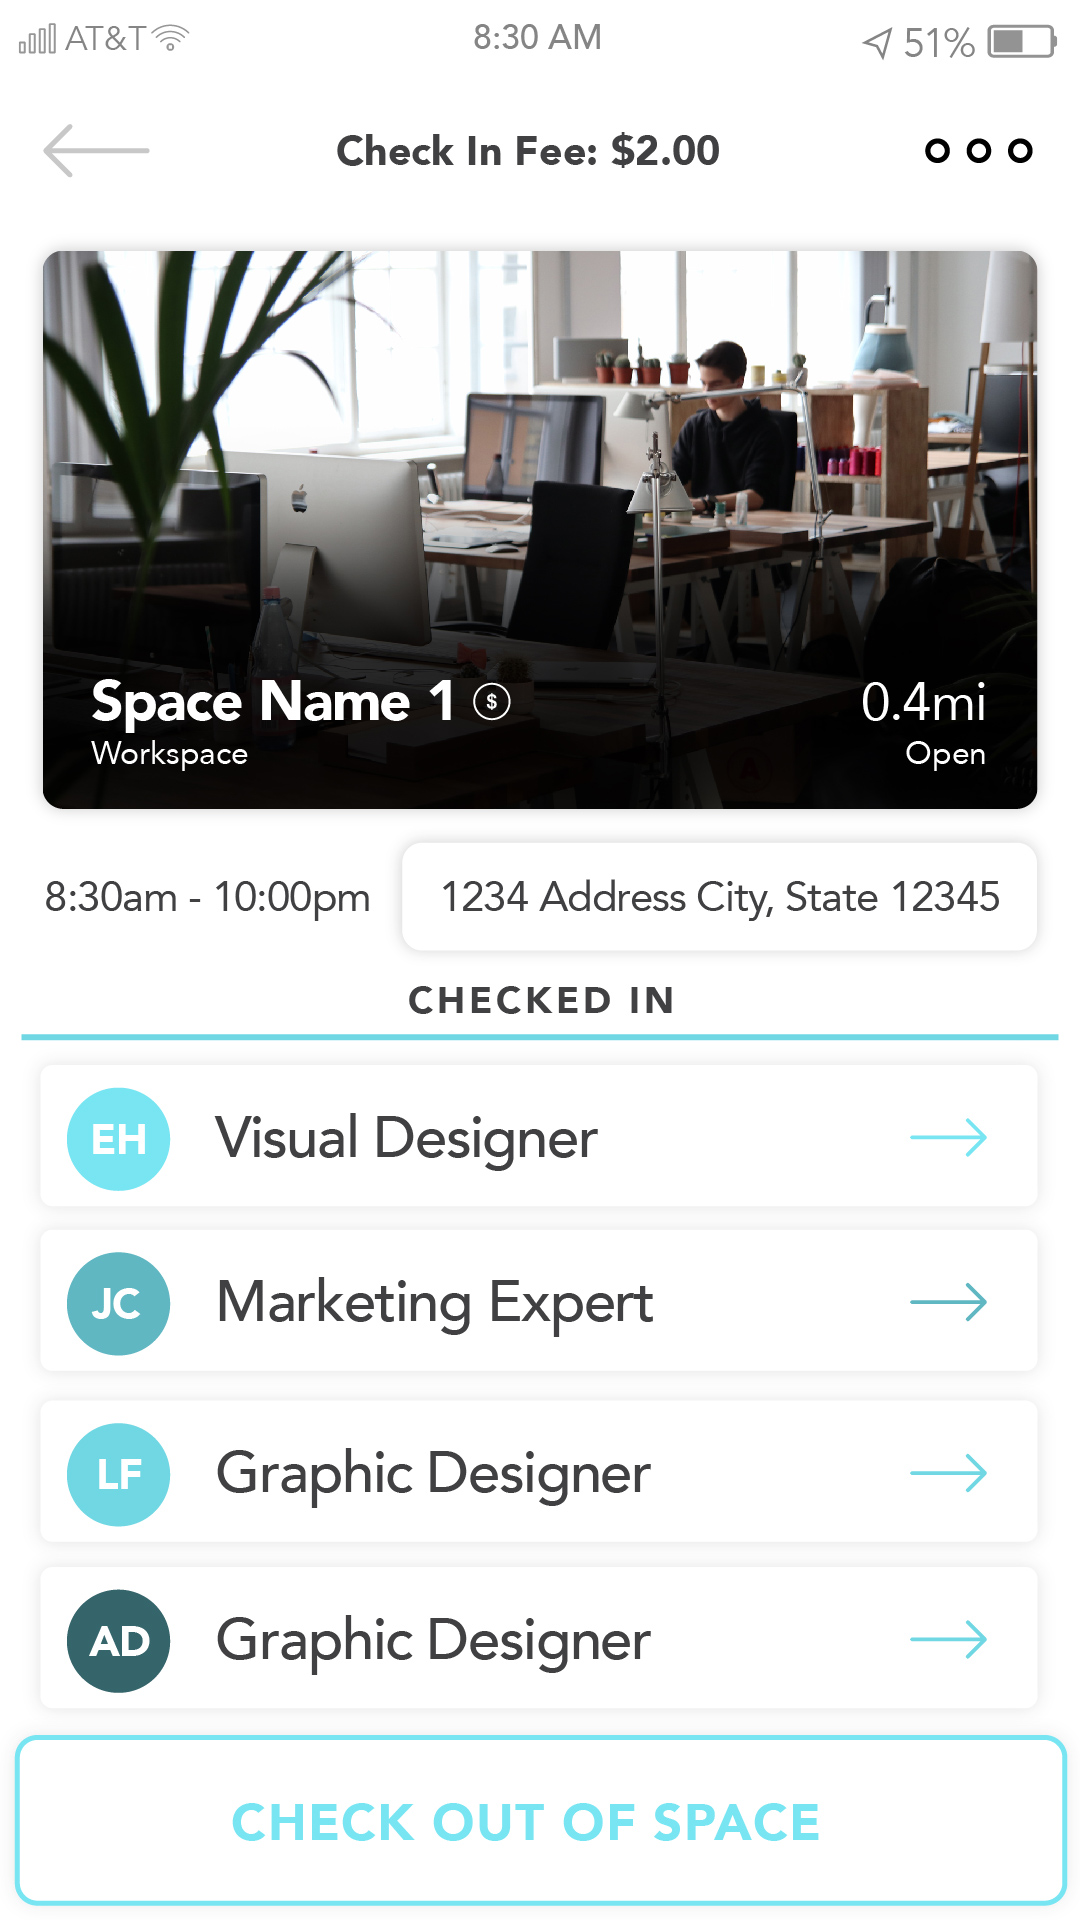 AT&T 8:30 AM 51%
Check In Fee: $2.00
Space Name 1 $ 0.4mi
Workspace Open
8:30am - 10:00pm 1234 Address City, State 12345
CHECKED IN
EH Visual Designer
JC Marketing Expert
LF Graphic Designer
AD Graphic Designer
CHECK OUT OF SPACE